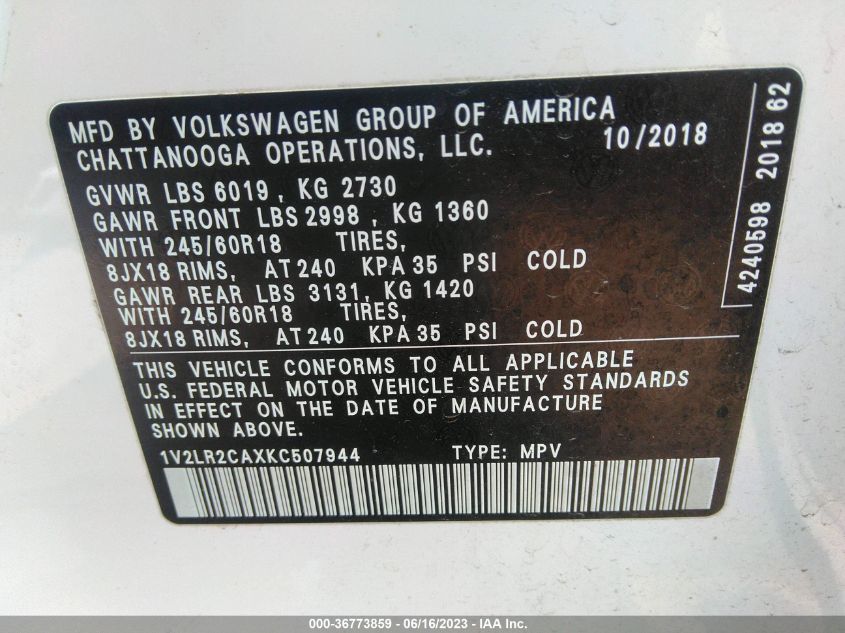 MFD BY VOLKSWAGEN GROUP OF AMERICA
CHATTANOOGA OPERATIONS, LLC. 10/2018
GVWR LBS 6019 , KG 2730
GAWR FRONT LBS 2998 , KG 1360
WITH 245/60R18 TIRES,
8JX18 RIMS, AT 240 KPA 35 PSI COLD
GAWR REAR LBS 3131, KG 1420
WITH 245/60R18 TIRES,
8JX18 RIMS, AT 240 KPA 35 PSI COLD
THIS VEHICLE CONFORMS TO ALL APPLICABLE
U.S. FEDERAL MOTOR VEHICLE SAFETY STANDARDS
IN EFFECT ON THE DATE OF MANUFACTURE
SHOWN ABOVE.
1V2LR2CAXKC507944 TYPE: MPV
4240598 2018 62
000-36773859 - 06/16/2023 - IAA Inc.